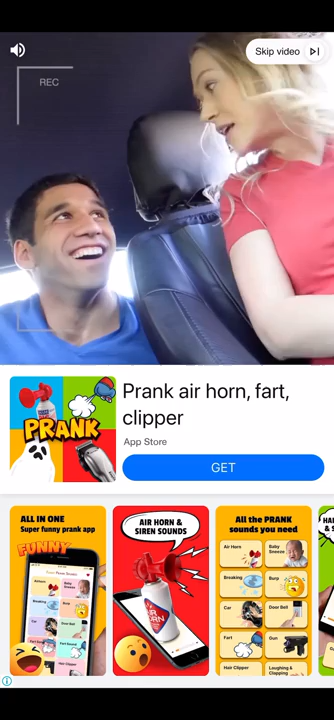 Skip video
REC
PRANK
Prank air horn, fart,
clipper
App Store
GET
ALL IN ONE
Super funny prank app
FUNNY
AIR HORN &
SIREN SOUNDS
AIR
HORN
All the PRANK
sounds you need
Air Horn
Baby
Sneeze
Breaking
Burp
Car
Door Bell
Fart
Gun
Hair Clipper
Laughing &
Clapping